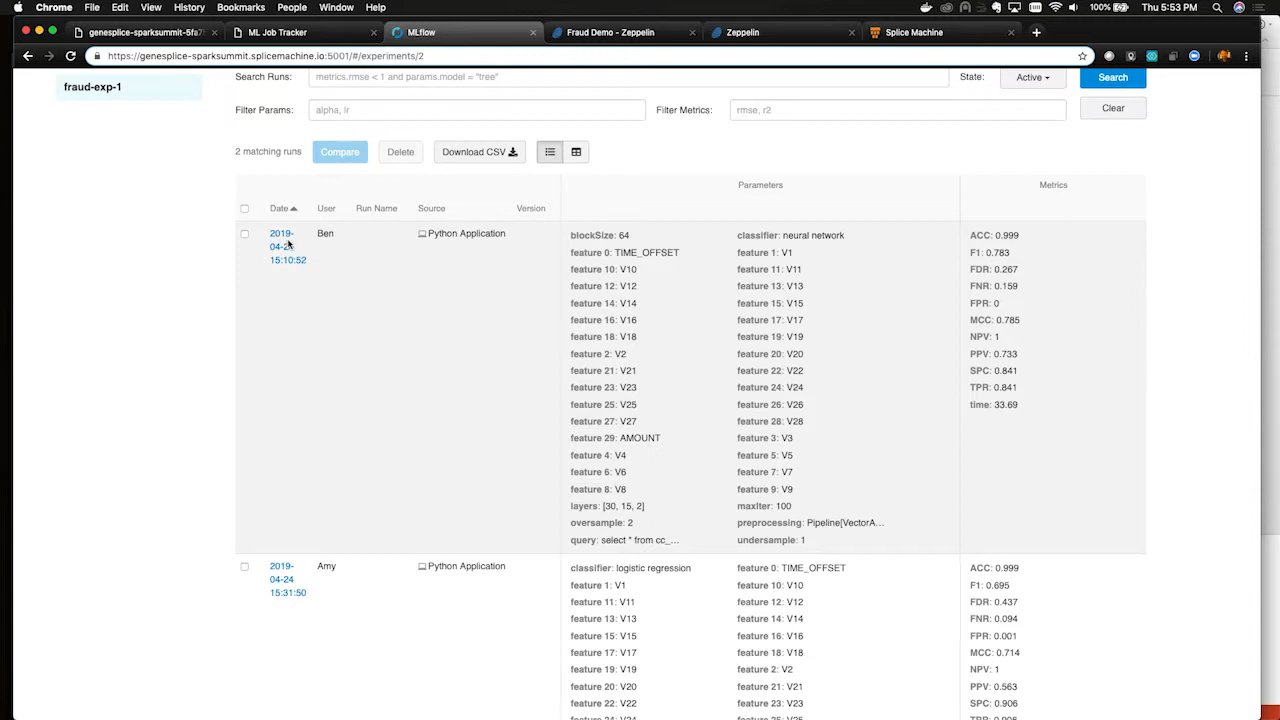 Chrome File Edit View History Bookmarks People Window Help 100% Thu 5:53 PM
genesplice-sparksummit-5fa7 ML Job Tracker MLflow Fraud Demo - Zeppelin Zeppelin Splice Machine
https://genesplice-sparksummit.splicemachine.io:5001/#/experiments/2
fraud-exp-1
Search Runs: metrics.rmse < 1 and params.model = "tree" State: Active Search
Filter Params: alpha, lr Filter Metrics: rmse, r2 Clear
2 matching runs Compare Delete Download CSV
Parameters Metrics
Date User Run Name Source Version
2019-
04-2
15:10:52
Ben
Python Application
blockSize: 64 classifier: neural network ACC: 0.999
feature 0: TIME_OFFSET feature 1: V1 F1: 0.783
feature 10: V10 feature 11: V11 FDR: 0.267
feature 12: V12 feature 13: V13 FNR: 0.159
feature 14: V14 feature 15: V15 FPR: 0
feature 16: V16 feature 17: V17 MCC: 0.785
feature 18: V18 feature 19: V19 NPV: 1
feature 2: V2 feature 20: V20 PPV: 0.733
feature 21: V21 feature 22: V22 SPC: 0.841
feature 23: V23 feature 24: V24 TPR: 0.841
feature 25: V25 feature 26: V26 time: 33.69
feature 27: V27 feature 28: V28
feature 29: AMOUNT feature 3: V3
feature 4: V4 feature 5: V5
feature 6: V6 feature 7: V7
feature 8: V8 feature 9: V9
layers: [30, 15, 2] maxIter: 100
oversample: 2 preprocessing: Pipeline[VectorA...
query: select * from cc_... undersample: 1
2019-
04-24
15:31:50
Amy
Python Application
classifier: logistic regression feature 0: TIME_OFFSET ACC: 0.999
feature 1: V1 feature 10: V10 F1: 0.695
feature 11: V11 feature 12: V12 FDR: 0.437
feature 13: V13 feature 14: V14 FNR: 0.094
feature 15: V15 feature 16: V16 FPR: 0.001
feature 17: V17 feature 18: V18 MCC: 0.714
feature 19: V19 feature 2: V2 NPV: 1
feature 20: V20 feature 21: V21 PPV: 0.563
feature 22: V22 feature 23: V23 SPC: 0.906
feature 24: V24 feature 25: V25 TPR: 0.906